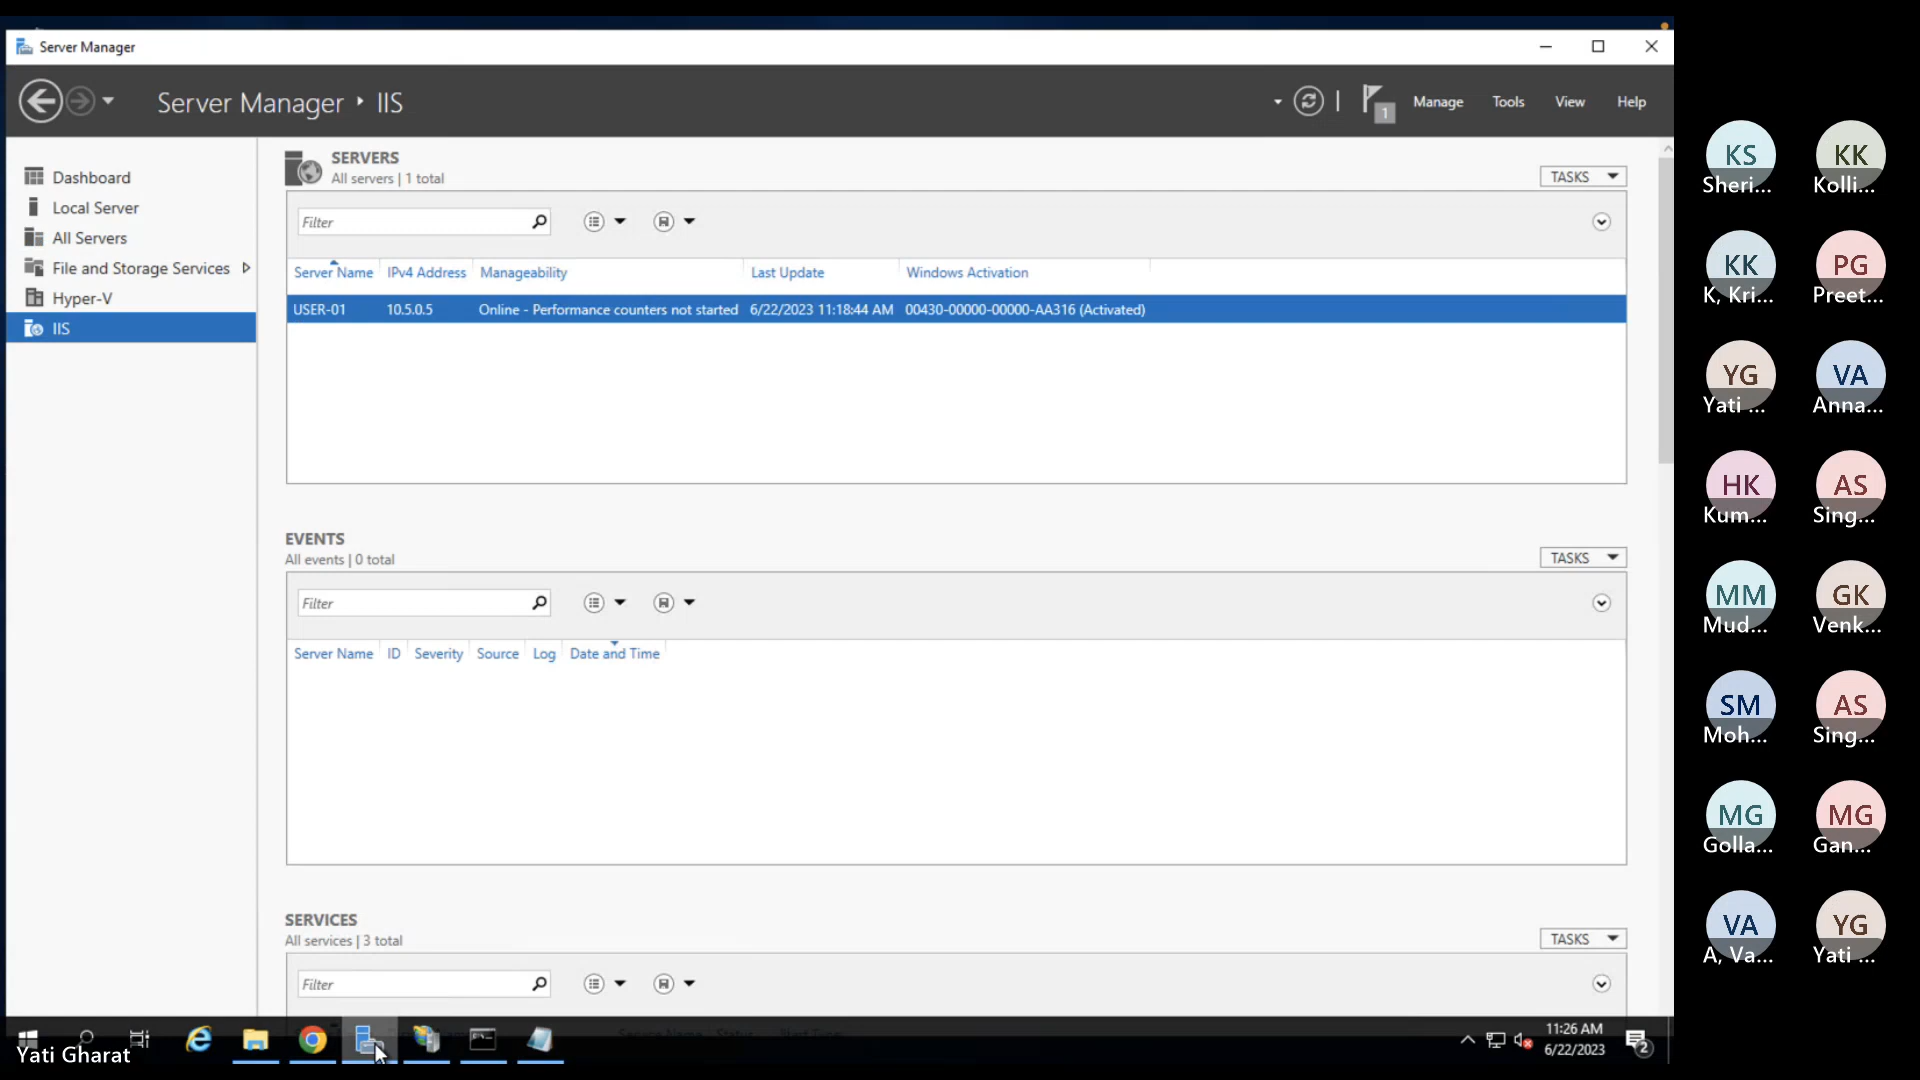 Server Manager
Server Manager ‣ IIS
1
Manage
Tools
View
Help
Dashboard
Local Server
All Servers
File and Storage Services
Hyper-V
IIS
SERVERS
All servers | 1 total
TASKS
Filter
Server Name IPv4 Address Manageability Last Update Windows Activation
USER-01 10.5.0.5 Online - Performance counters not started 6/22/2023 11:18:44 AM 00430-00000-00000-AA316 (Activated)
EVENTS
All events | 0 total
TASKS
Filter
Server Name ID Severity Source Log Date and Time
SERVICES
All services | 3 total
TASKS
Filter
Yati Gharat
11:26 AM
6/22/2023
2
KS
Sheri...
KK
Kolli...
KK
K, Kri...
PG
Preet...
YG
Yati ...
VA
Anna...
HK
Kum...
AS
Sing...
MM
Mud...
GK
Venk...
SM
Moh...
AS
Sing...
MG
Golla...
MG
Gan...
VA
A, Va...
YG
Yati ...